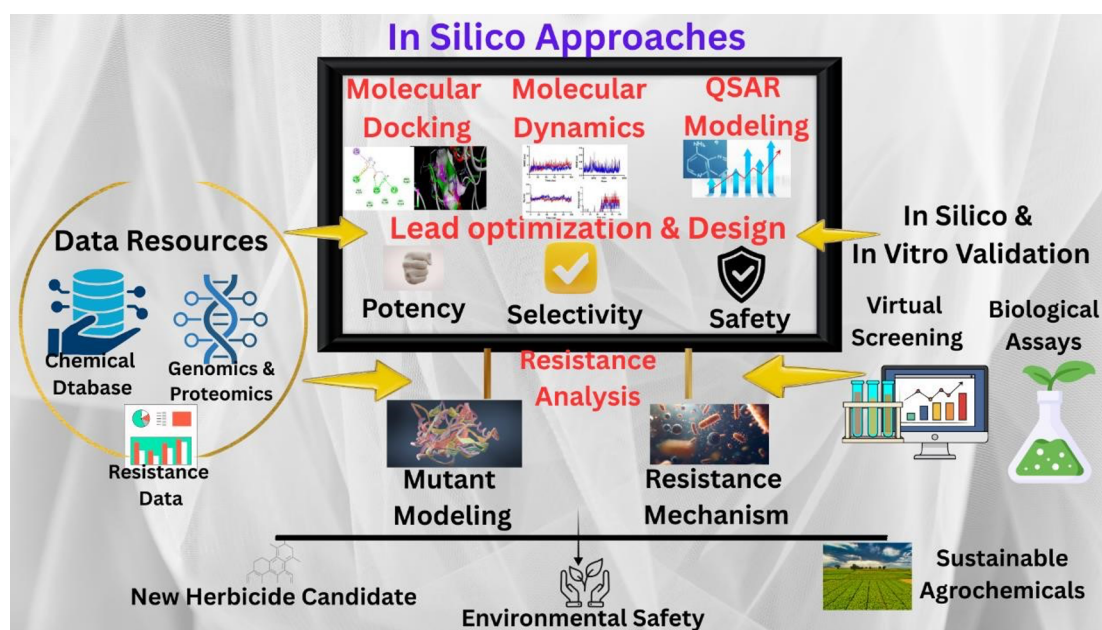 In Silico Approaches
Molecular
Docking
Molecular
Dynamics
QSAR
Modeling
Lead optimization & Design
Potency
Selectivity
Safety
Data Resources
Chemical
Dtabase
Genomics &
Proteomics
Resistance
Data
In Silico &
In Vitro Validation
Virtual
Screening
Biological
Assays
Resistance
Analysis
Mutant
Modeling
Resistance
Mechanism
New Herbicide Candidate
Environmental Safety
Sustainable
Agrochemicals